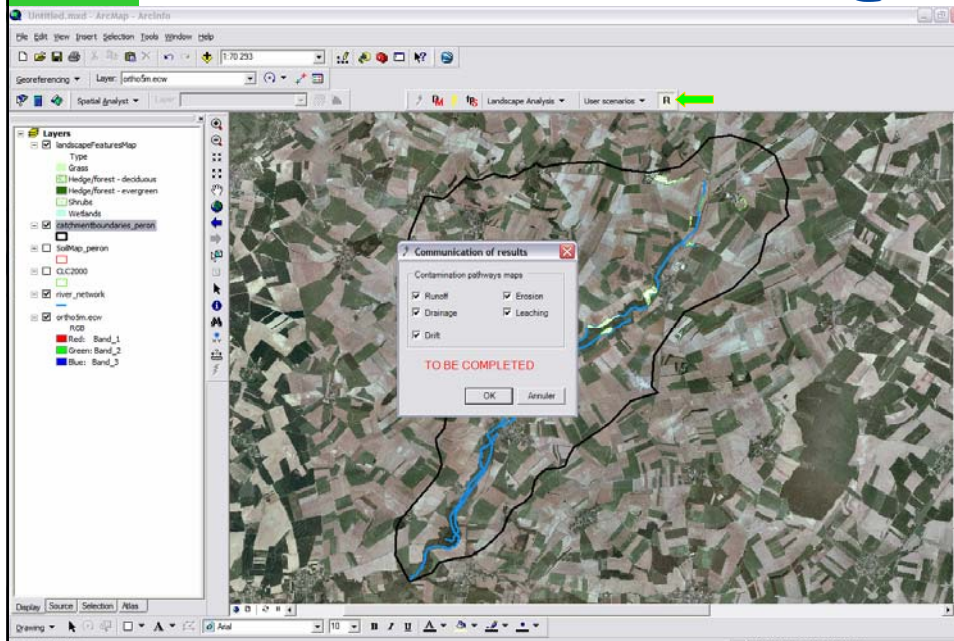 Untitled.mxd - ArcMap - ArcInfo
File Edit View Insert Selection Tools Window Help
1:70 293
Georeferencing Layer: ortho5m.ecw
Spatial Analyst Layer: Landscape Analysis User scenarios R
Layers
landscapeFeaturesMap
Type
Grass
Hedge/forest - deciduous
Hedge/forest - evergreen
Shrubs
Wetlands
catchmentboundaries_peron
SoilMap_peiron
CLC2000
river_network
ortho5m.ecw
RGB
Red: Band_1
Green: Band_2
Blue: Band_3
Communication of results
Contamination pathways maps
Runoff Erosion
Drainage Leaching
Drift
TO BE COMPLETED
OK Annuler
Display Source Selection Atlas
Drawing A Arial 10 B I U A